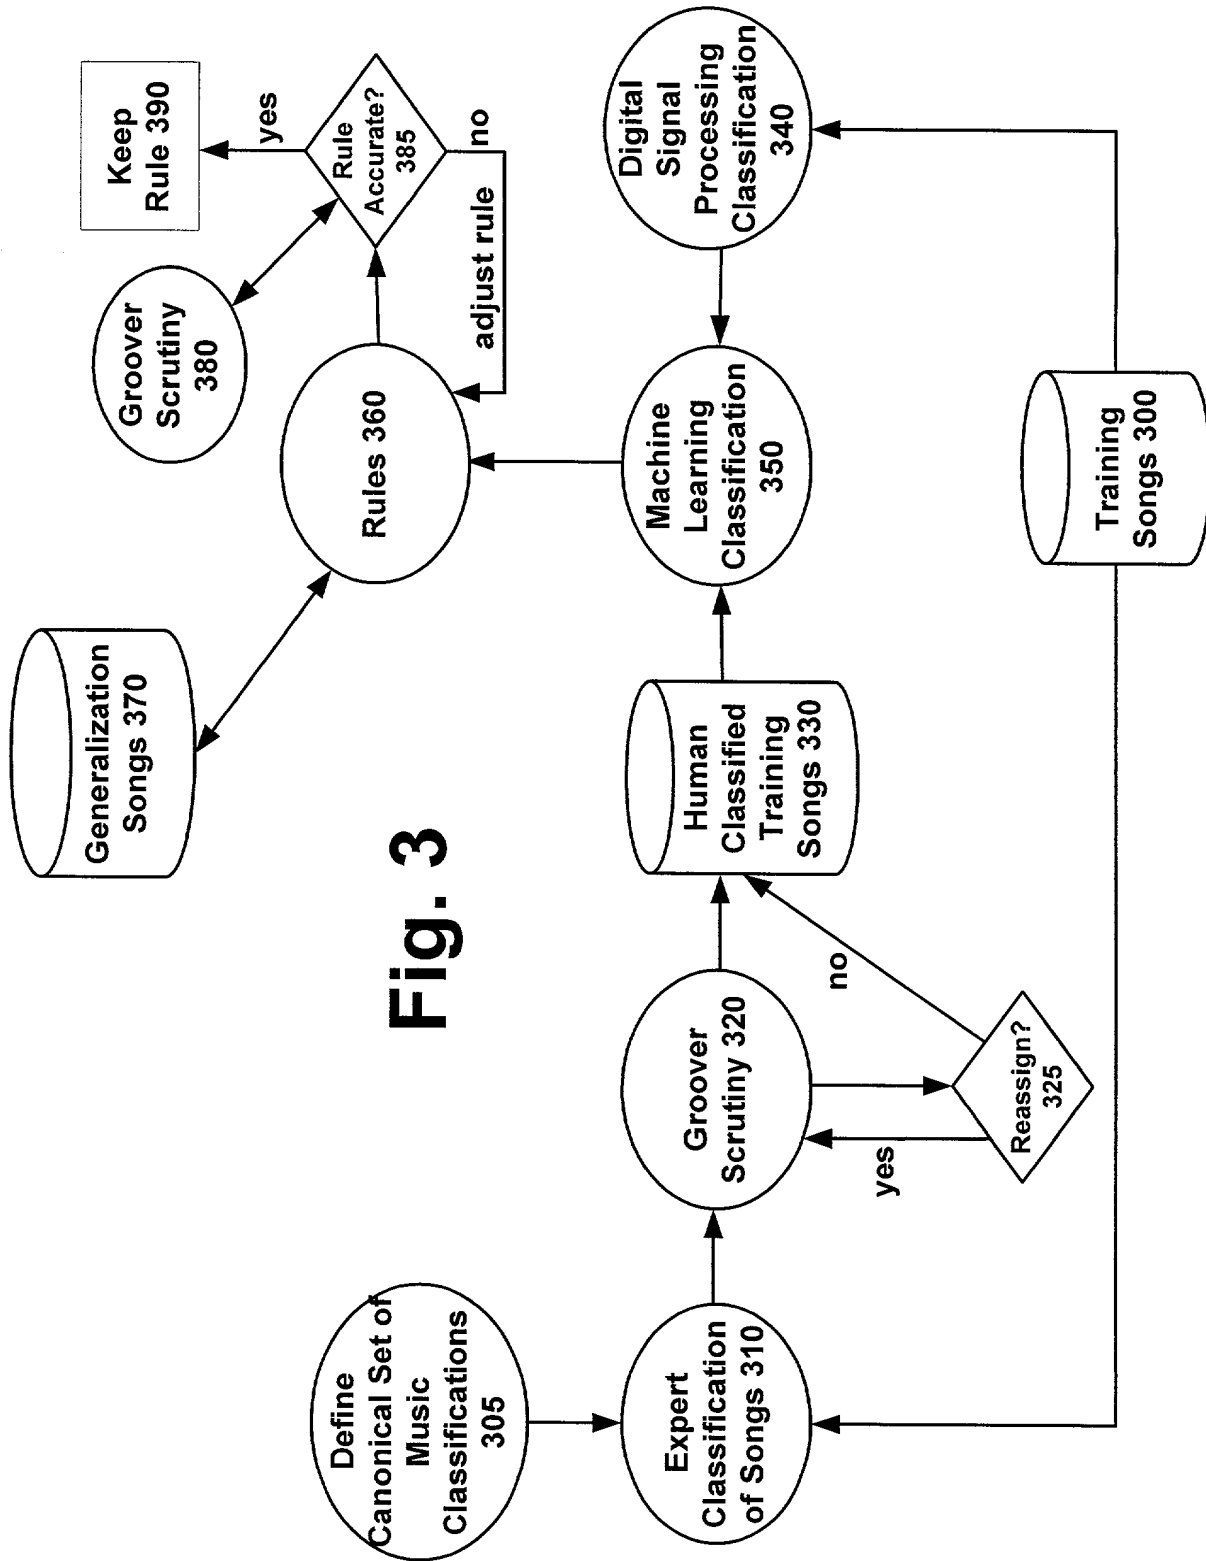 Define
Canonical Set of
Music
Classifications
305
Expert
Classification
of Songs 310
Groover
Scrutiny 320
Reassign?
325
yes
no
Human
Classified
Training
Songs 330
Machine
Learning
Classification
350
Digital
Signal
Processing
Classification
340
Training
Songs 300
Generalization
Songs 370
Rules 360
Groover
Scrutiny
380
Rule
Accurate?
385
yes
no
adjust rule
Keep
Rule 390
Fig. 3